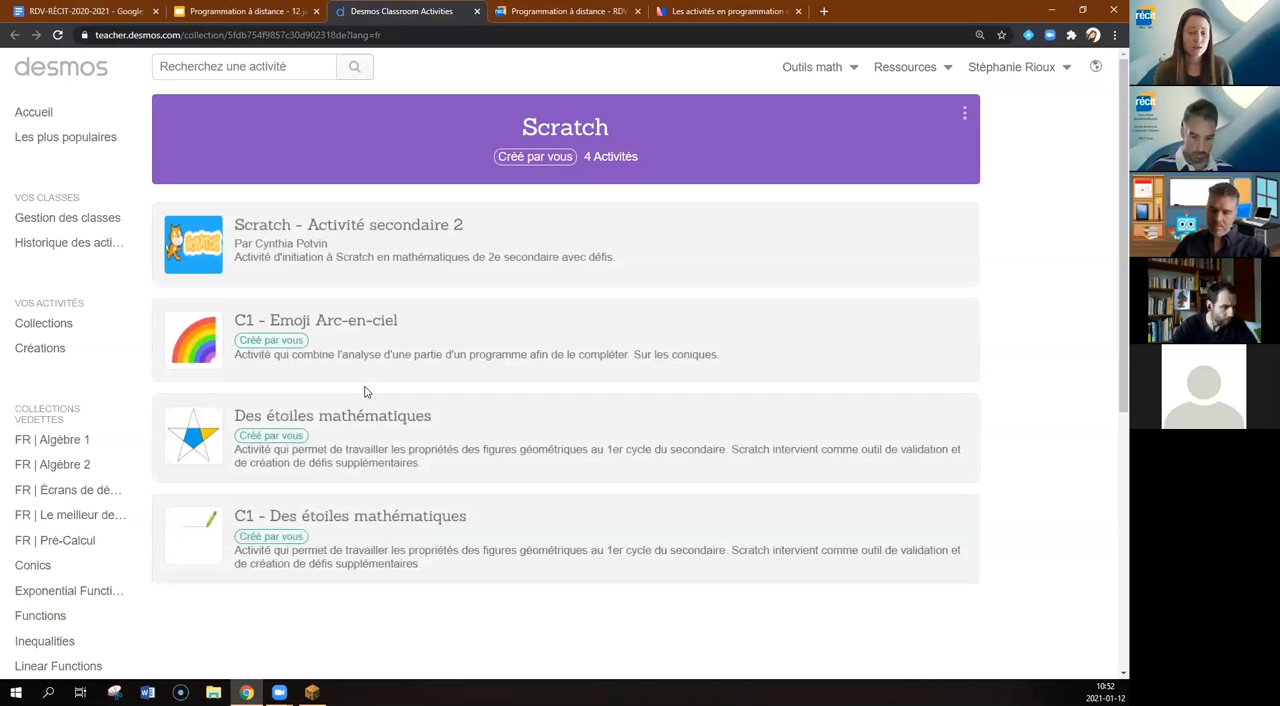 RDV-RÉCIT-2020-2021 - Google
Programmation à distance - 12 j
Desmos Classroom Activities
Programmation à distance - RDV
Les activités en programmation
teacher.desmos.com/collection/5fdb754f9857c30d902318de?lang=fr
desmos
Recherchez une activité
Outils math
Ressources
Stéphanie Rioux
Accueil
Les plus populaires
VOS CLASSES
Gestion des classes
Historique des acti...
VOS ACTIVITÉS
Collections
Créations
COLLECTIONS
VEDETTES
FR | Algèbre 1
FR | Algèbre 2
FR | Écrans de dé...
FR | Le meilleur de...
FR | Pré-Calcul
Conics
Exponential Functi...
Functions
Inequalities
Linear Functions
Scratch
Créé par vous 4 Activités
Scratch - Activité secondaire 2
Par Cynthia Potvin
Activité d'initiation à Scratch en mathématiques de 2e secondaire avec défis.
C1 - Emoji Arc-en-ciel
Créé par vous
Activité qui combine l'analyse d'une partie d'un programme afin de le compléter. Sur les coniques.
Des étoiles mathématiques
Créé par vous
Activité qui permet de travailler les propriétés des figures géométriques au 1er cycle du secondaire. Scratch intervient comme outil de validation et
de création de défis supplémentaires.
C1 - Des étoiles mathématiques
Créé par vous
Activité qui permet de travailler les propriétés des figures géométriques au 1er cycle du secondaire. Scratch intervient comme outil de validation et
de création de défis supplémentaires.
récit
récit
10:52
2021-01-12